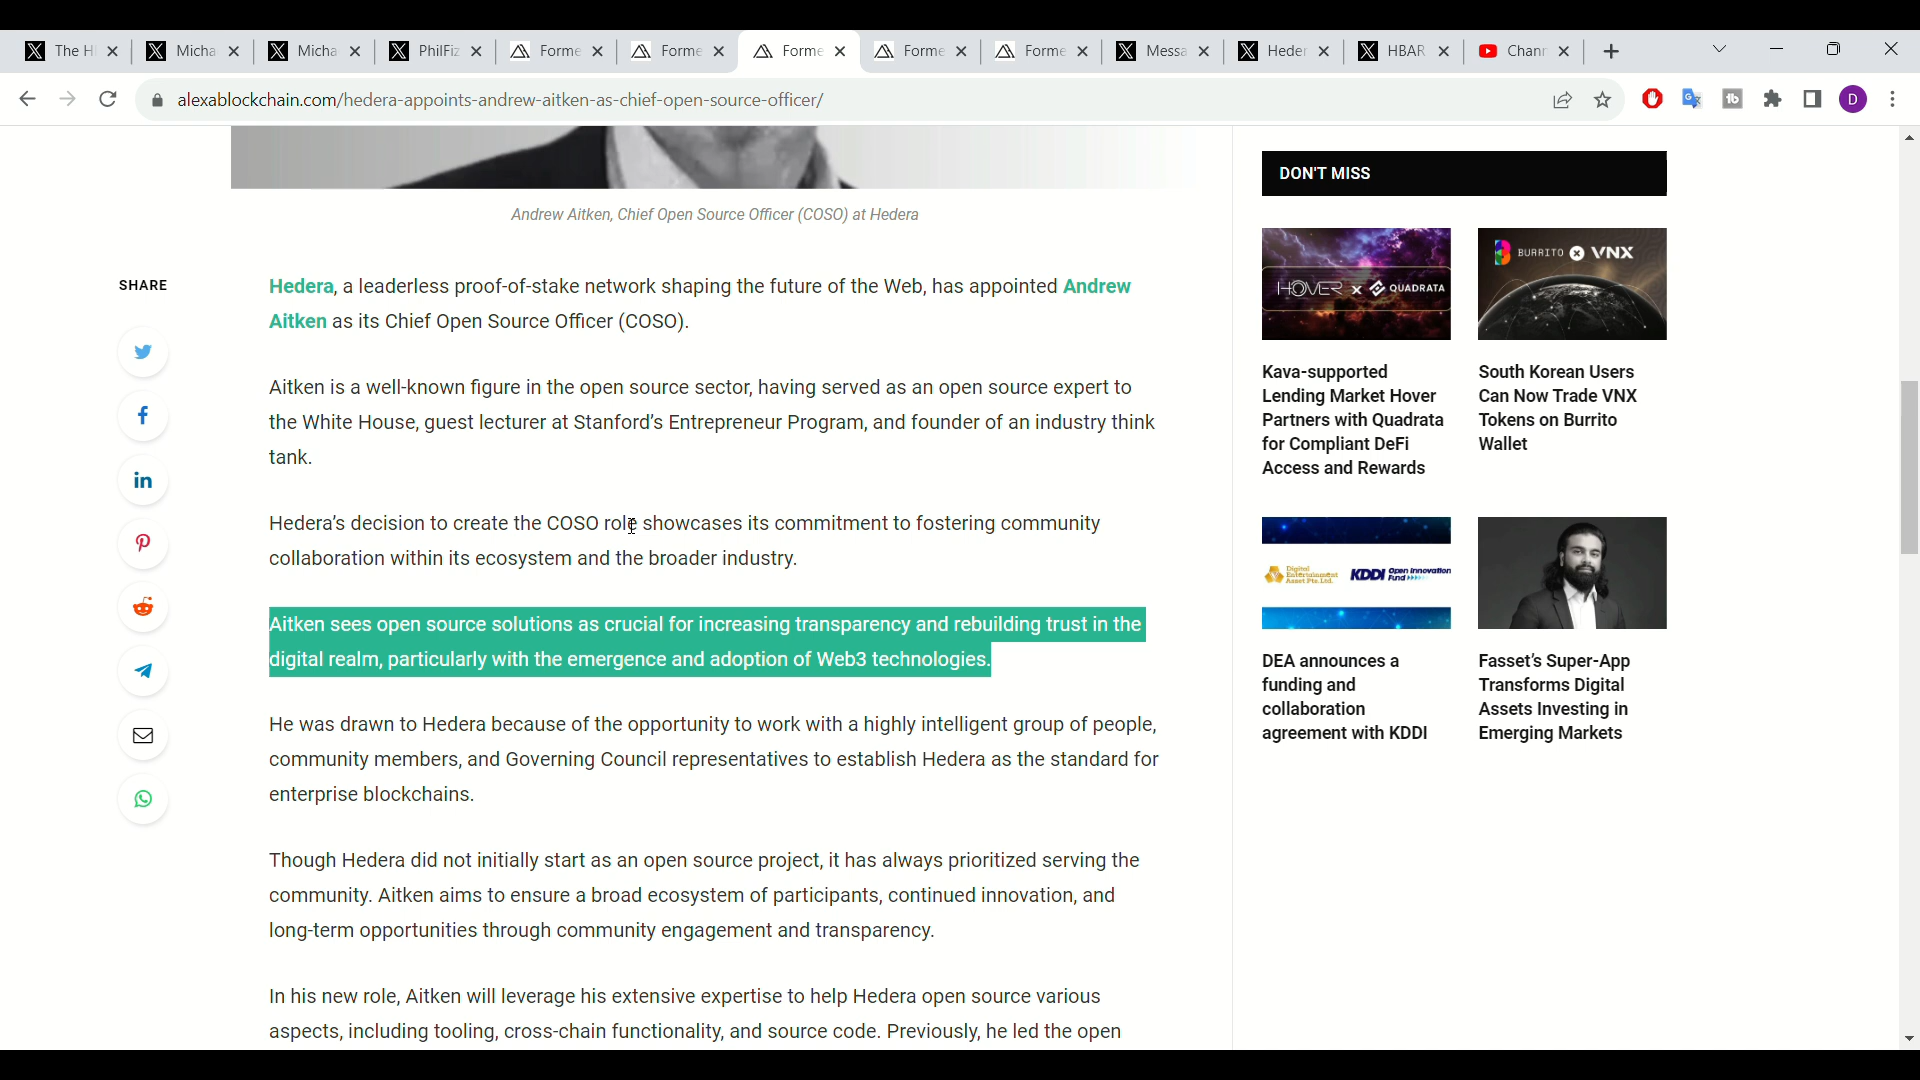 The H
Micha
Micha
PhilFiz
Forme
Forme
Forme
Forme
Forme
Messa
Heder
HBAR
Chann
alexablockchain.com/hedera-appoints-andrew-aitken-as-chief-open-source-officer/
D
Andrew Aitken, Chief Open Source Officer (COSO) at Hedera
SHARE
Hedera, a leaderless proof-of-stake network shaping the future of the Web, has appointed Andrew
Aitken as its Chief Open Source Officer (COSO).
Aitken is a well-known figure in the open source sector, having served as an open source expert to
the White House, guest lecturer at Stanford's Entrepreneur Program, and founder of an industry think
tank.
Hedera's decision to create the COSO role showcases its commitment to fostering community
collaboration within its ecosystem and the broader industry.
Aitken sees open source solutions as crucial for increasing transparency and rebuilding trust in the
digital realm, particularly with the emergence and adoption of Web3 technologies.
He was drawn to Hedera because of the opportunity to work with a highly intelligent group of people,
community members, and Governing Council representatives to establish Hedera as the standard for
enterprise blockchains.
Though Hedera did not initially start as an open source project, it has always prioritized serving the
community. Aitken aims to ensure a broad ecosystem of participants, continued innovation, and
long-term opportunities through community engagement and transparency.
In his new role, Aitken will leverage his extensive expertise to help Hedera open source various
aspects, including tooling, cross-chain functionality, and source code. Previously, he led the open
DON'T MISS
HOVER x QUADRATA
BURRITO x VNX
Kava-supported
Lending Market Hover
Partners with Quadrata
for Compliant DeFi
Access and Rewards
South Korean Users
Can Now Trade VNX
Tokens on Burrito
Wallet
Digital
Entertainment
Asset Pte.Ltd.
KDDI Open Innovation
Fund
DEA announces a
funding and
collaboration
agreement with KDDI
Fasset's Super-App
Transforms Digital
Assets Investing in
Emerging Markets